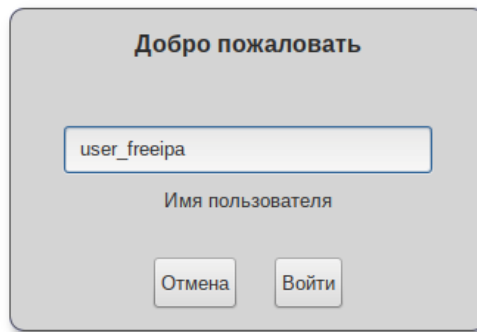 Добро пожаловать
user_freeipa
Имя пользователя
Отмена Войти